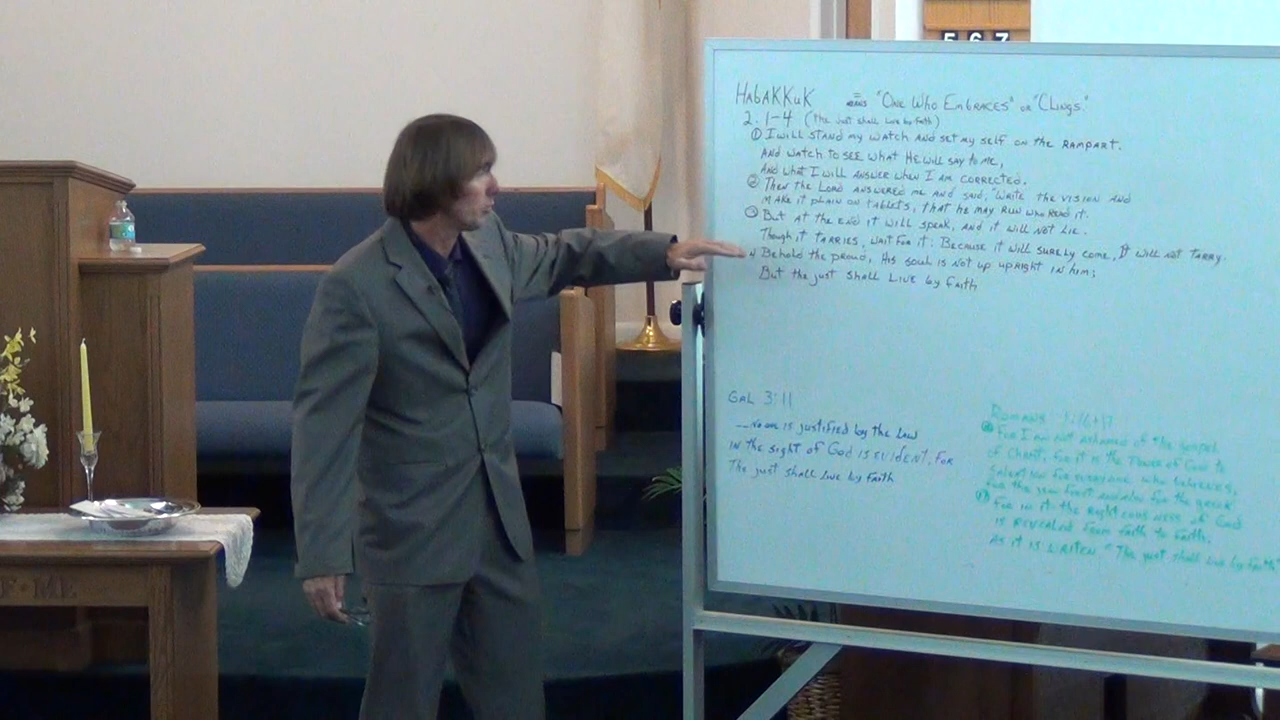 567
HABAKKUK = MEANS "ONE WHO EMBRACES" OR "CLINGS."
2. 1-4 (the just shall live by faith)
① I WILL STAND MY WATCH AND SET MY SELF ON THE RAMPART.
AND WATCH TO SEE WHAT HE WILL SAY TO ME,
AND WHAT I WILL ANSWER WHEN I AM CORRECTED.
② THEN THE LORD ANSWERED ME AND SAID; "WRITE THE VISION AND
MAKE IT PLAIN ON TABLETS, THAT HE MAY RUN WHO READ IT.
③ BUT AT THE END IT WILL SPEAK, AND IT WILL NOT LIE.
Though IT TARRIES, WAIT FOR IT: BECAUSE IT WILL SURELY COME, IT WILL NOT TARRY.
BEHOLD THE PROUD, HIS SOUL IS NOT UP UPRIGHT IN HIM;
BUT THE JUST SHALL LIVE BY FAITH
GAL 3:11
—NO ONE IS JUSTIFIED BY THE LAW
IN THE SIGHT OF GOD IS EVIDENT, FOR
THE JUST SHALL LIVE BY FAITH
ROMANS 1:16+17
⑯ FOR I AM NOT ASHAMED OF THE GOSPEL
OF CHRIST, FOR IT IS THE POWER OF GOD TO
SALVATION FOR EVERYONE WHO BELIEVES,
FOR THE JEW FIRST AND ALSO FOR THE GREEK
⑰ FOR IN IT THE RIGHTEOUSNESS OF GOD
IS REVEALED FROM FAITH TO FAITH,
AS IT IS WRITEN "THE JUST SHALL LIVE BY FAITH"
OF ME